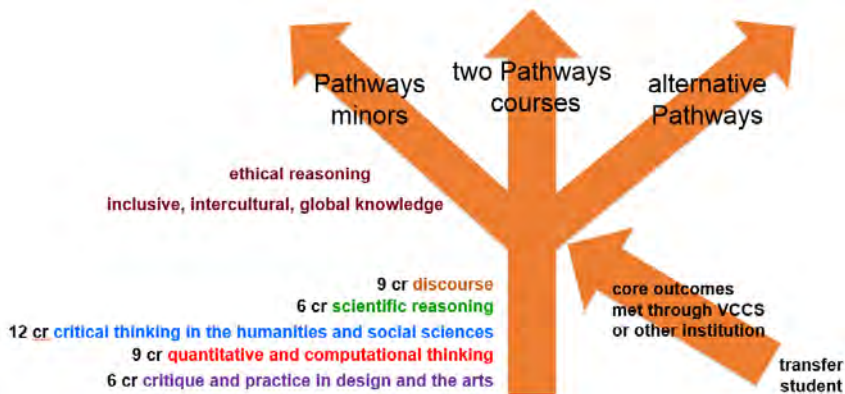 Pathways
minors
two Pathways
courses
alternative
Pathways
ethical reasoning
inclusive, intercultural, global knowledge
9 cr discourse
6 cr scientific reasoning
12 cr critical thinking in the humanities and social sciences
9 cr quantitative and computational thinking
6 cr critique and practice in design and the arts
core outcomes
met through VCCS
or other institution
transfer
student